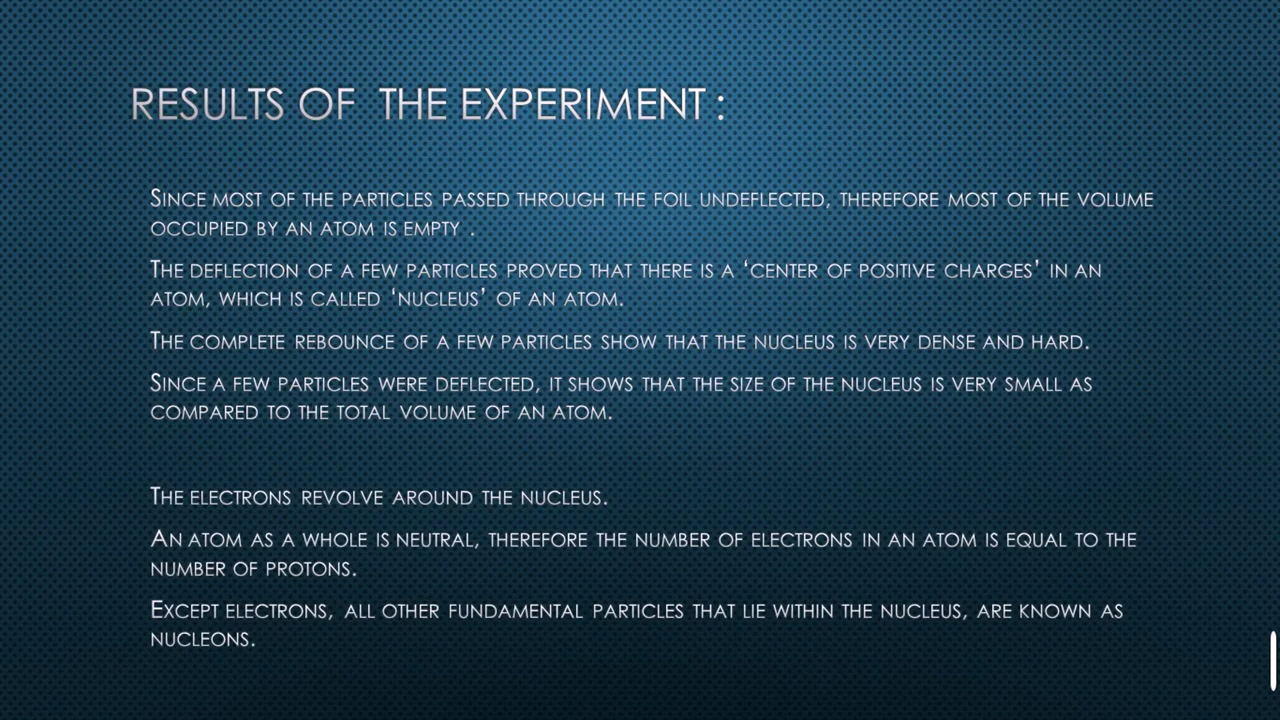 RESULTS OF THE EXPERIMENT :
SINCE MOST OF THE PARTICLES PASSED THROUGH THE FOIL UNDEFLECTED, THEREFORE MOST OF THE VOLUME
OCCUPIED BY AN ATOM IS EMPTY .
THE DEFLECTION OF A FEW PARTICLES PROVED THAT THERE IS A ‘CENTER OF POSITIVE CHARGES’ IN AN
ATOM, WHICH IS CALLED ‘NUCLEUS’ OF AN ATOM.
THE COMPLETE REBOUNCE OF A FEW PARTICLES SHOW THAT THE NUCLEUS IS VERY DENSE AND HARD.
SINCE A FEW PARTICLES WERE DEFLECTED, IT SHOWS THAT THE SIZE OF THE NUCLEUS IS VERY SMALL AS
COMPARED TO THE TOTAL VOLUME OF AN ATOM.
THE ELECTRONS REVOLVE AROUND THE NUCLEUS.
AN ATOM AS A WHOLE IS NEUTRAL, THEREFORE THE NUMBER OF ELECTRONS IN AN ATOM IS EQUAL TO THE
NUMBER OF PROTONS.
EXCEPT ELECTRONS, ALL OTHER FUNDAMENTAL PARTICLES THAT LIE WITHIN THE NUCLEUS, ARE KNOWN AS
NUCLEONS.